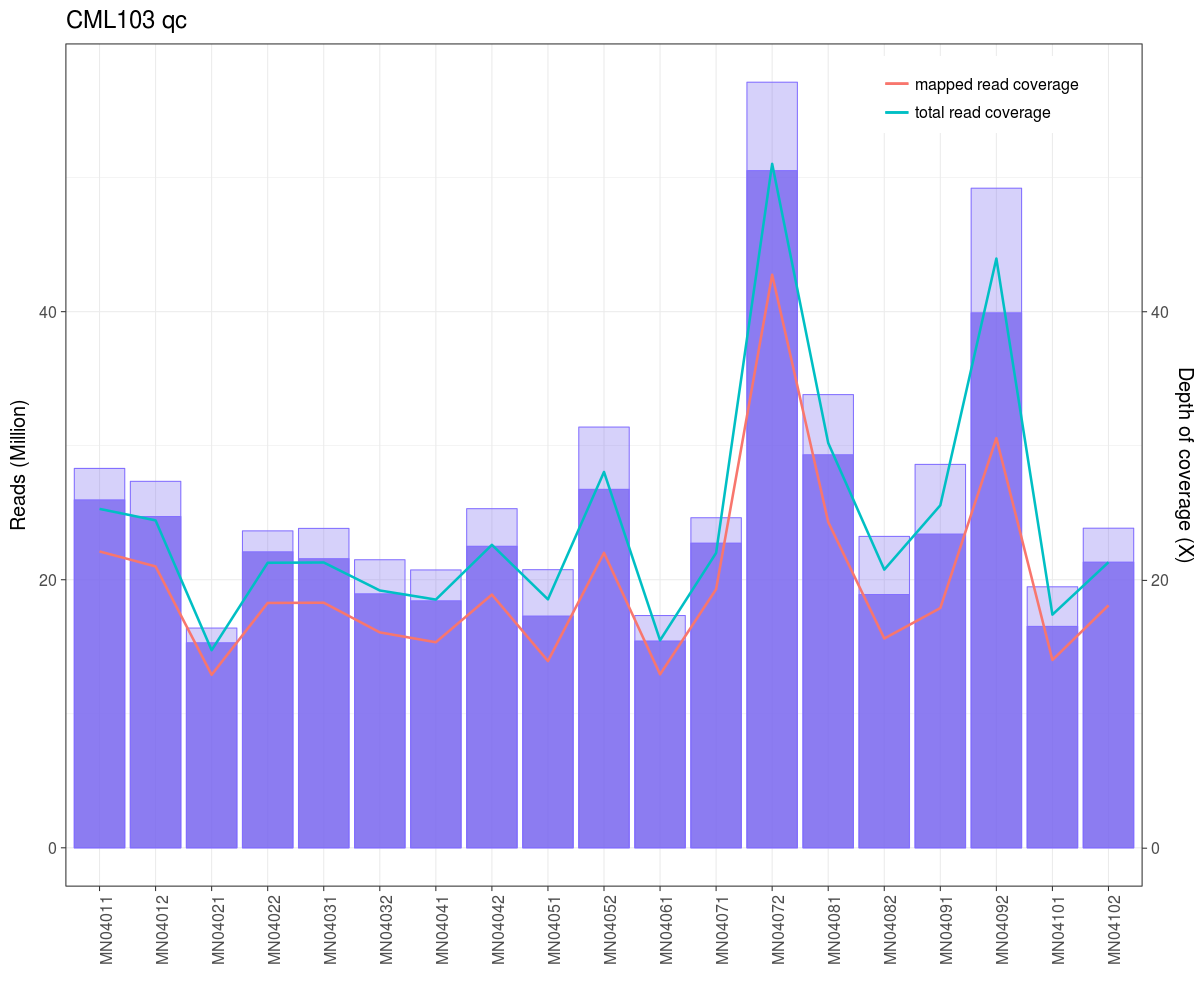 CML103 qc
mapped read coverage
total read coverage
Reads (Million)
40
20
0
40
20
0
Depth of coverage (X)
MN04011
MN04012
MN04021
MN04022
MN04031
MN04032
MN04041
MN04042
MN04051
MN04052
MN04061
MN04071
MN04072
MN04081
MN04082
MN04091
MN04092
MN04101
MN04102